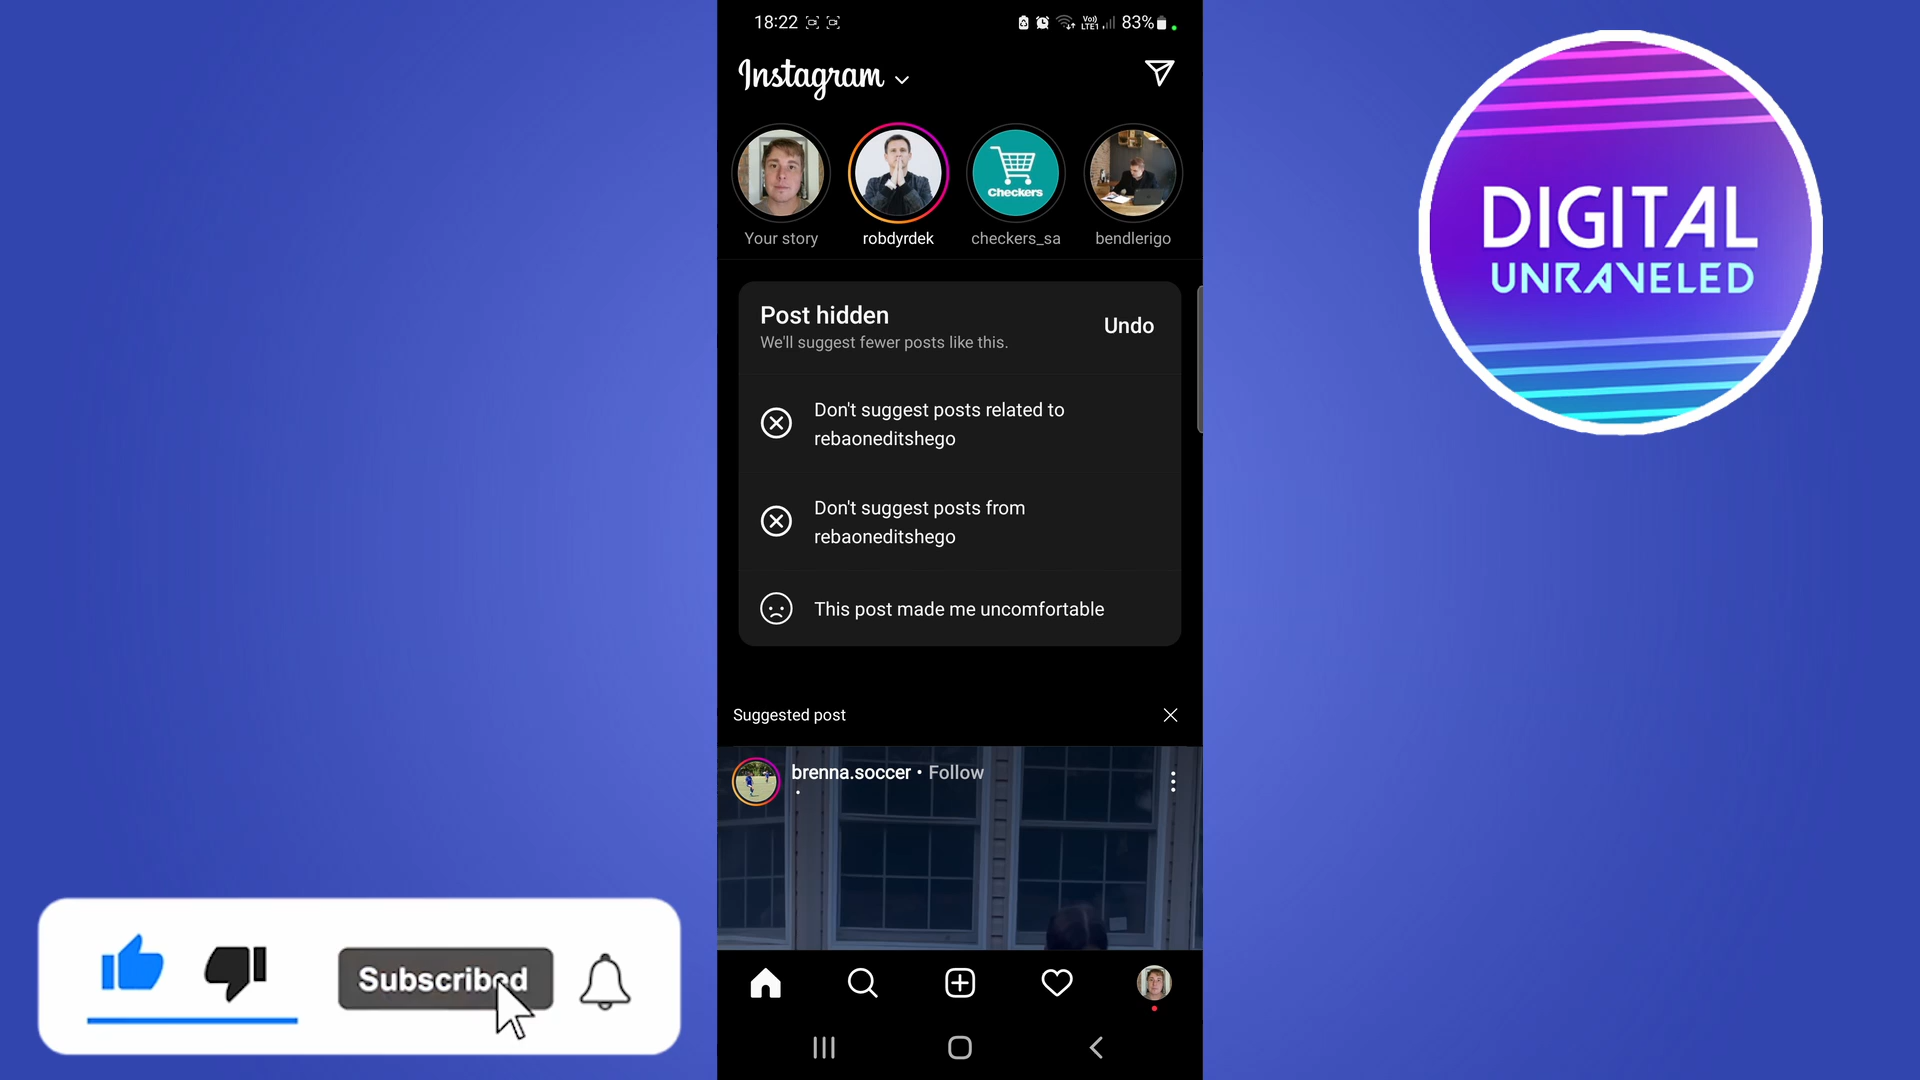 18:22
Vo)) LTE1 83%
Instagram
Your story
robdyrdek
Checkers
checkers_sa
bendlerigo
Post hidden
We'll suggest fewer posts like this.
Undo
Don't suggest posts related to
rebaoneditshego
Don't suggest posts from
rebaoneditshego
This post made me uncomfortable
Suggested post
brenna.soccer • Follow
DIGITAL
UNRAVELED
Subscribed